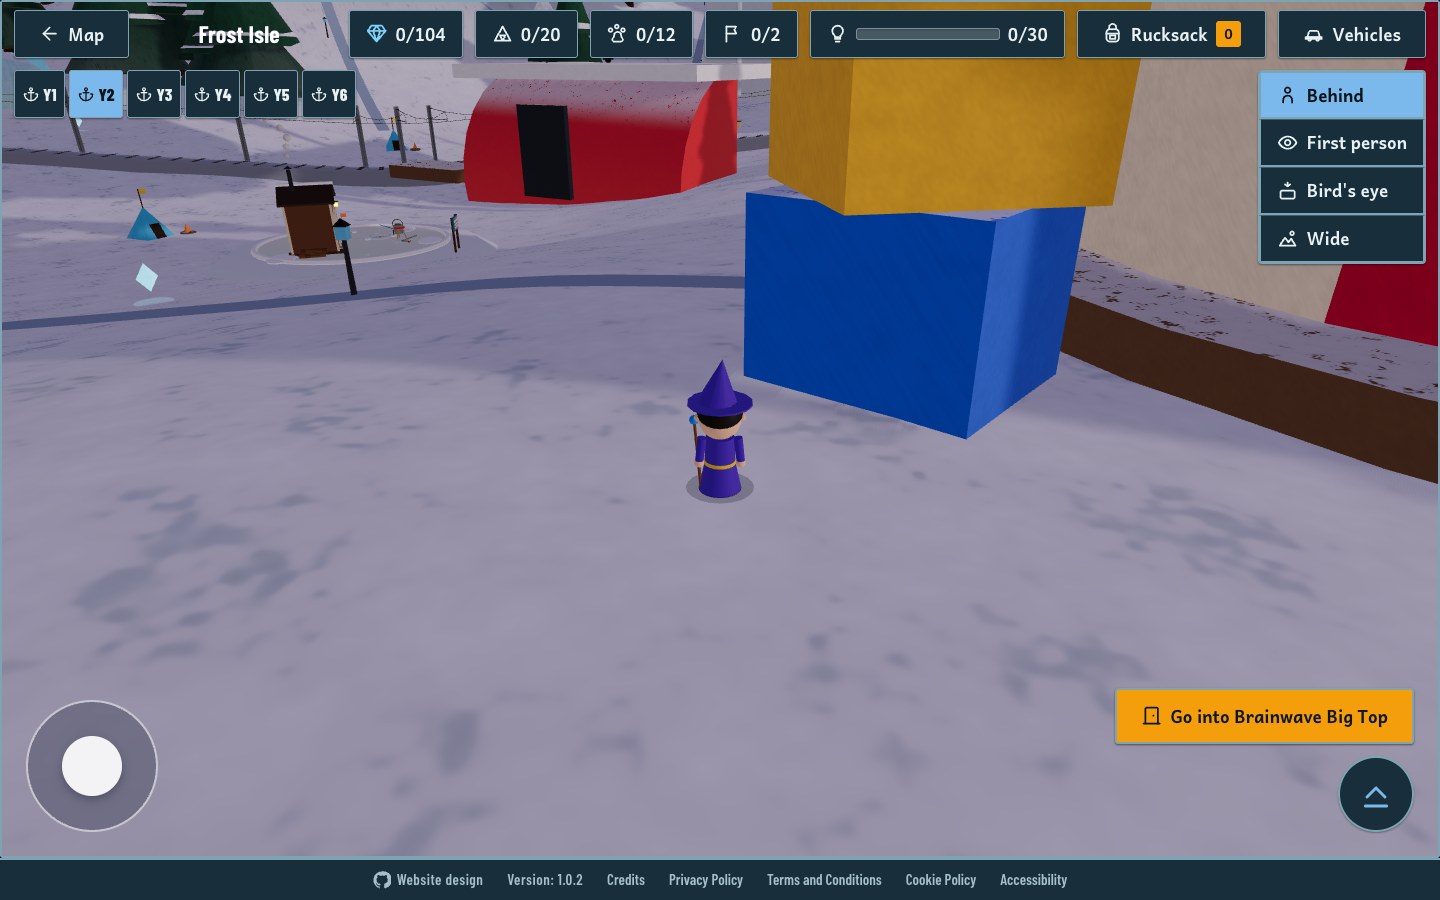 Map
Frost Isle
0/104
0/20
0/12
0/2
0/30
Rucksack 0
Vehicles
Y1
Y2
Y3
Y4
Y5
Y6
Behind
First person
Bird's eye
Wide
Go into Brainwave Big Top
Website design
Version: 1.0.2
Credits
Privacy Policy
Terms and Conditions
Cookie Policy
Accessibility